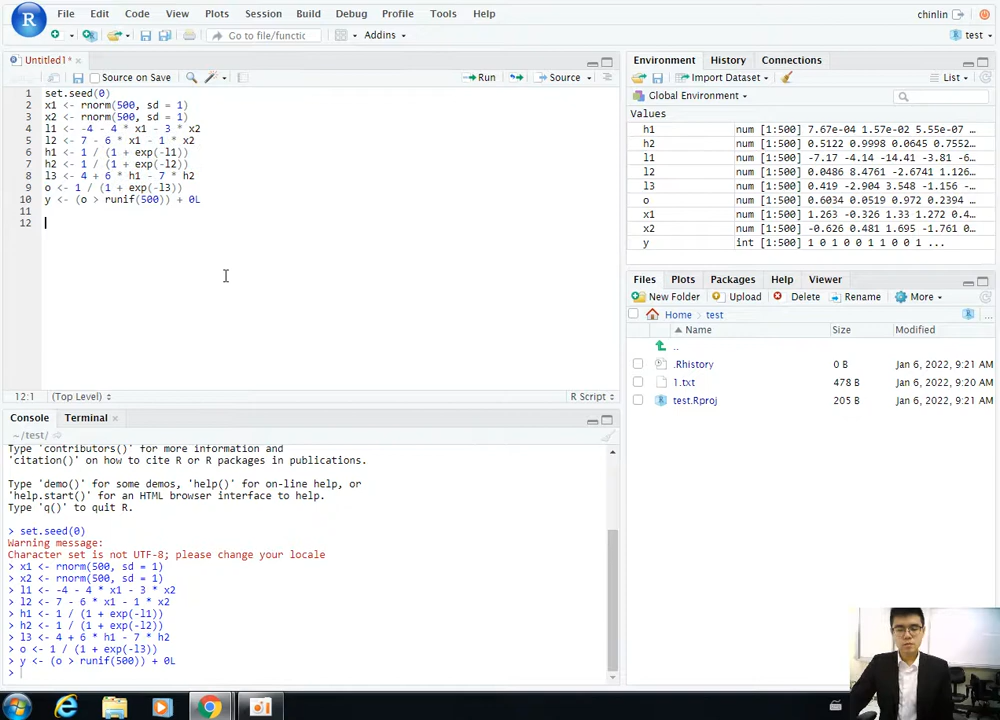 R
File Edit Code View Plots Session Build Debug Profile Tools Help
chinlin
Go to file/functic Addins
test
Untitled1*
Source on Save Run Source
1 set.seed(0)
2 x1 <- rnorm(500, sd = 1)
3 x2 <- rnorm(500, sd = 1)
4 l1 <- -4 - 4 * x1 - 3 * x2
5 l2 <- 7 - 6 * x1 - 1 * x2
6 h1 <- 1 / (1 + exp(-l1))
7 h2 <- 1 / (1 + exp(-l2))
8 l3 <- 4 + 6 * h1 - 7 * h2
9 o <- 1 / (1 + exp(-l3))
10 y <- (o > runif(500)) + 0L
11
12
12:1 (Top Level) R Script
Console Terminal
~/test/
Type 'contributors()' for more information and
'citation()' on how to cite R or R packages in publications.
Type 'demo()' for some demos, 'help()' for on-line help, or
'help.start()' for an HTML browser interface to help.
Type 'q()' to quit R.
> set.seed(0)
Warning message:
Character set is not UTF-8; please change your locale
> x1 <- rnorm(500, sd = 1)
> x2 <- rnorm(500, sd = 1)
> l1 <- -4 - 4 * x1 - 3 * x2
> l2 <- 7 - 6 * x1 - 1 * x2
> h1 <- 1 / (1 + exp(-l1))
> h2 <- 1 / (1 + exp(-l2))
> l3 <- 4 + 6 * h1 - 7 * h2
> o <- 1 / (1 + exp(-l3))
> y <- (o > runif(500)) + 0L
>
Environment History Connections
Import Dataset List
Global Environment
Values
h1 num [1:500] 7.67e-04 1.57e-02 5.55e-07 …
h2 num [1:500] 0.5122 0.9998 0.0645 0.7552…
l1 num [1:500] -7.17 -4.14 -14.41 -3.81 -6…
l2 num [1:500] 0.0486 8.4761 -2.6741 1.126…
l3 num [1:500] 0.419 -2.904 3.548 -1.156 -…
o num [1:500] 0.6034 0.0519 0.972 0.2394 …
x1 num [1:500] 1.263 -0.326 1.33 1.272 0.4…
x2 num [1:500] -0.626 0.481 1.695 -1.761 0…
y int [1:500] 1 0 1 0 0 1 1 0 0 1 ...
Files Plots Packages Help Viewer
New Folder Upload Delete Rename More
Home test ...
Name Size Modified
..
.Rhistory 0 B Jan 6, 2022, 9:21 AM
1.txt 478 B Jan 6, 2022, 9:20 AM
test.Rproj 205 B Jan 6, 2022, 9:21 AM